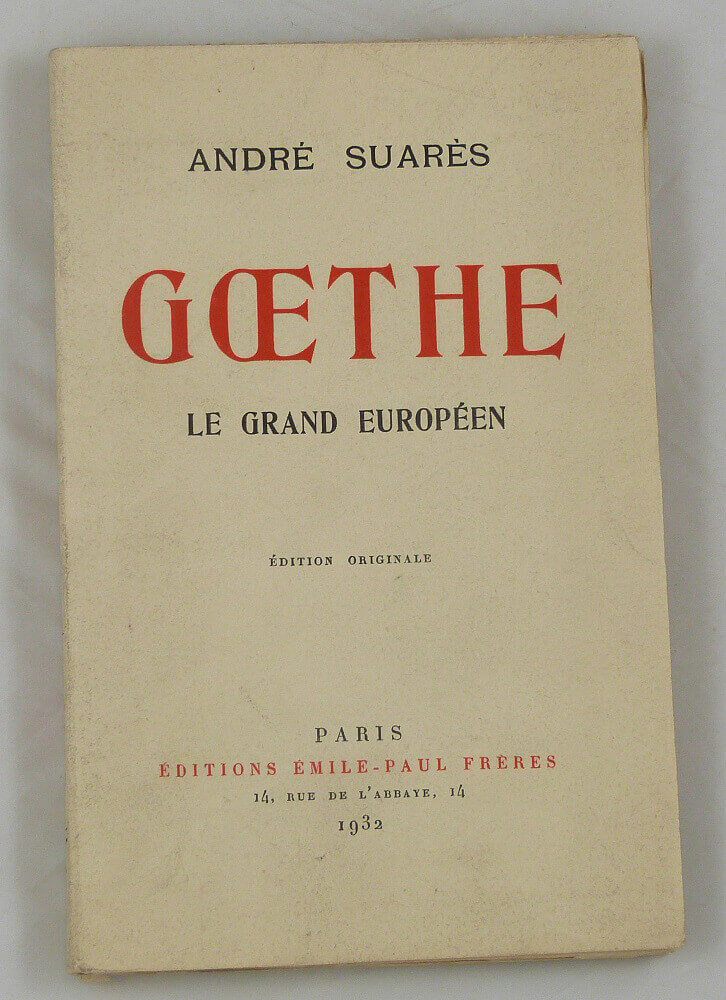 ANDRÉ SUARÈS
GŒTHE
LE GRAND EUROPÉEN
ÉDITION ORIGINALE
PARIS
ÉDITIONS ÉMILE-PAUL FRÈRES
14, RUE DE L'ABBAYE, 14
1932